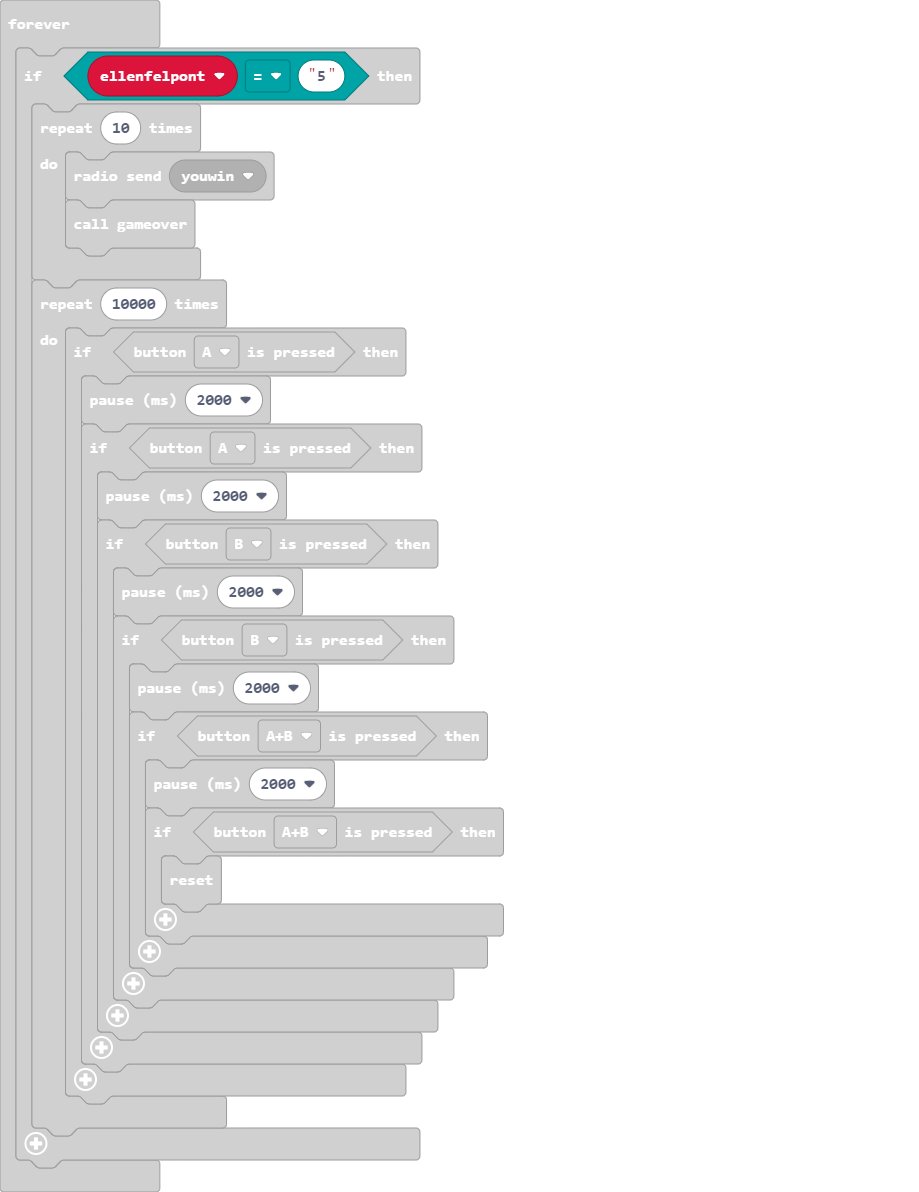 forever
if ellenfelpont = "5" then
repeat 10 times
do
radio send youwin
call gameover
repeat 10000 times
do
if button A is pressed then
pause (ms) 2000
if button A is pressed then
pause (ms) 2000
if button B is pressed then
pause (ms) 2000
if button B is pressed then
pause (ms) 2000
if button A+B is pressed then
pause (ms) 2000
if button A+B is pressed then
reset